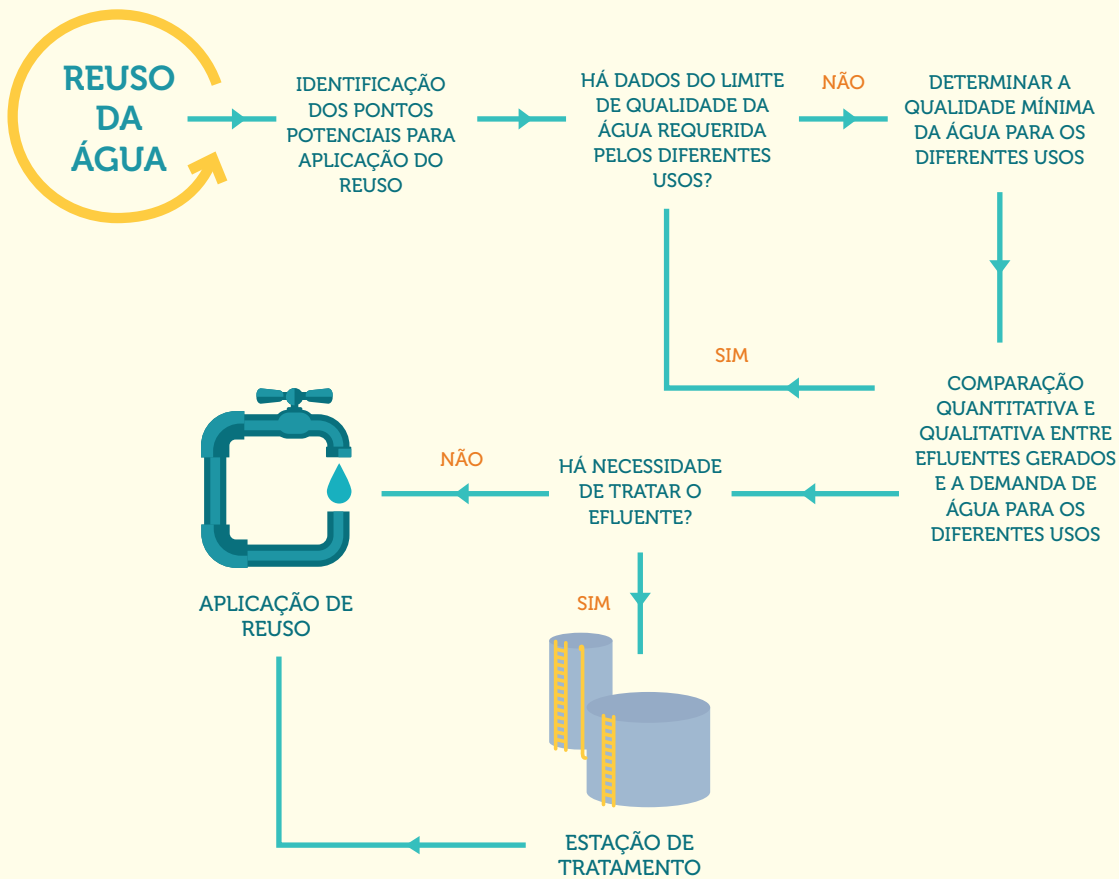 REUSO
DA
ÁGUA
IDENTIFICAÇÃO
DOS PONTOS
POTENCIAIS PARA
APLICAÇÃO DO
REUSO
HÁ DADOS DO LIMITE
DE QUALIDADE DA
ÁGUA REQUERIDA
PELOS DIFERENTES
USOS?
NÃO
DETERMINAR A
QUALIDADE MÍNIMA
DA ÁGUA PARA OS
DIFERENTES USOS
SIM
COMPARAÇÃO
QUANTITATIVA E
QUALITATIVA ENTRE
EFLUENTES GERADOS
E A DEMANDA DE
ÁGUA PARA OS
DIFERENTES USOS
HÁ NECESSIDADE
DE TRATAR O
EFLUENTE?
NÃO
APLICAÇÃO DE
REUSO
SIM
ESTAÇÃO DE
TRATAMENTO